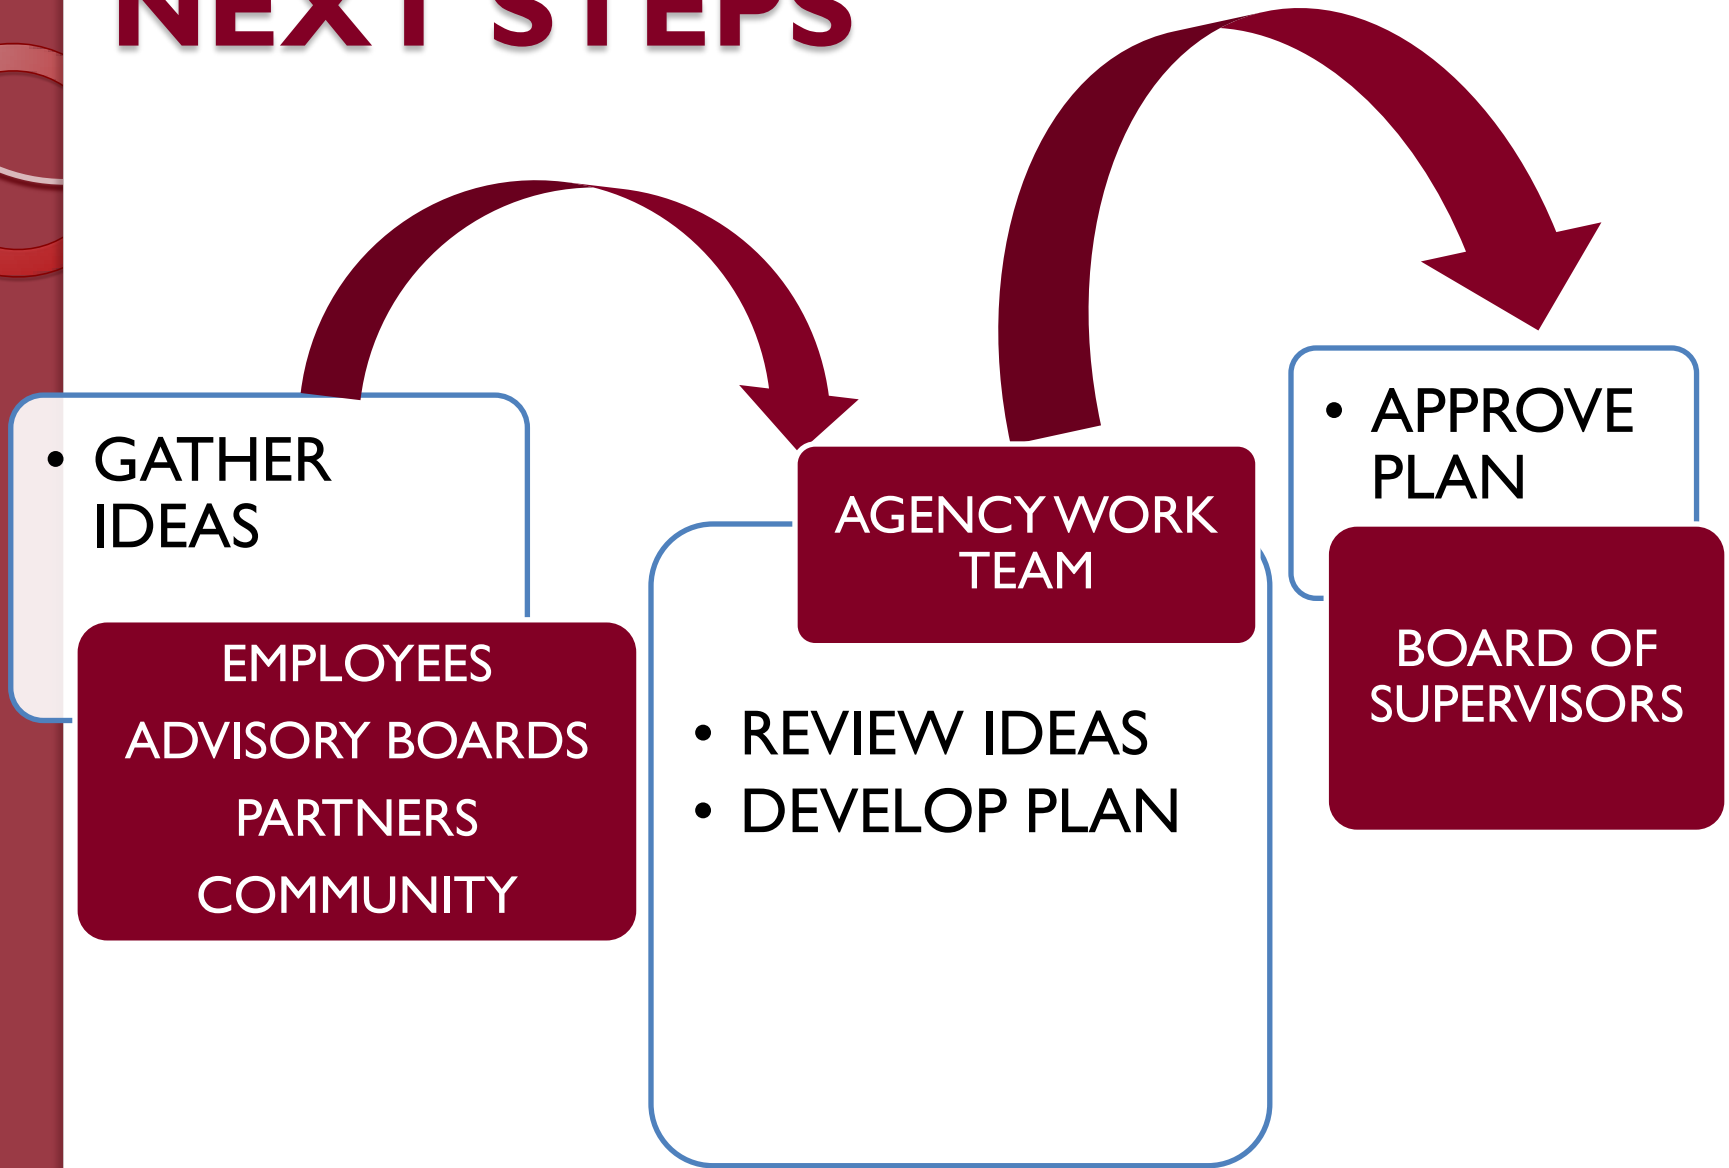 NEXT STEPS
• GATHER
IDEAS
EMPLOYEES
ADVISORY BOARDS
PARTNERS
COMMUNITY
AGENCY WORK
TEAM
• REVIEW IDEAS
• DEVELOP PLAN
• APPROVE
PLAN
BOARD OF
SUPERVISORS